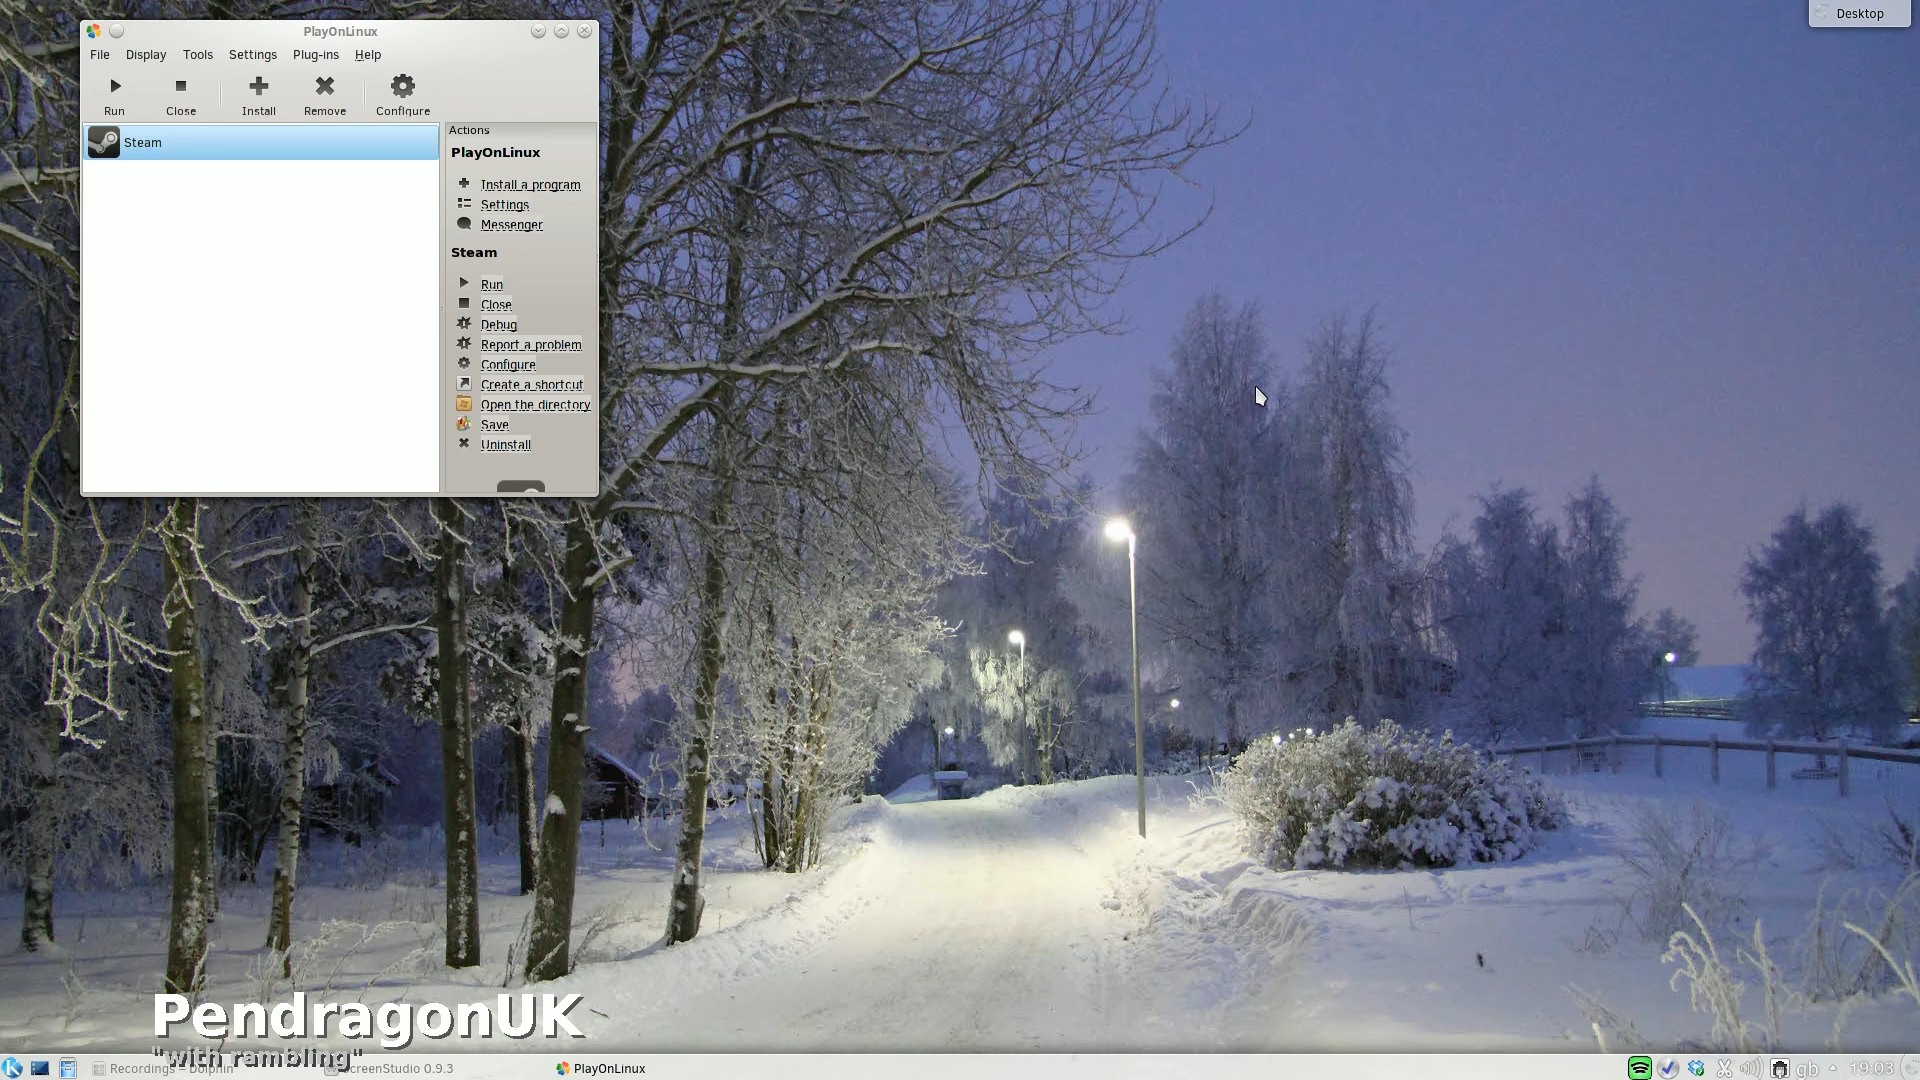 PlayOnLinux
Desktop
File Display Tools Settings Plug-ins Help
Run Close Install Remove Configure
Steam
Actions
PlayOnLinux
Install a program
Settings
Messenger
Steam
Run
Close
Debug
Report a problem
Configure
Create a shortcut
Open the directory
Save
Uninstall
PendragonUK
"with rambling"
Recordings – Dolphin
ScreenStudio 0.9.3
PlayOnLinux
gb
19:03